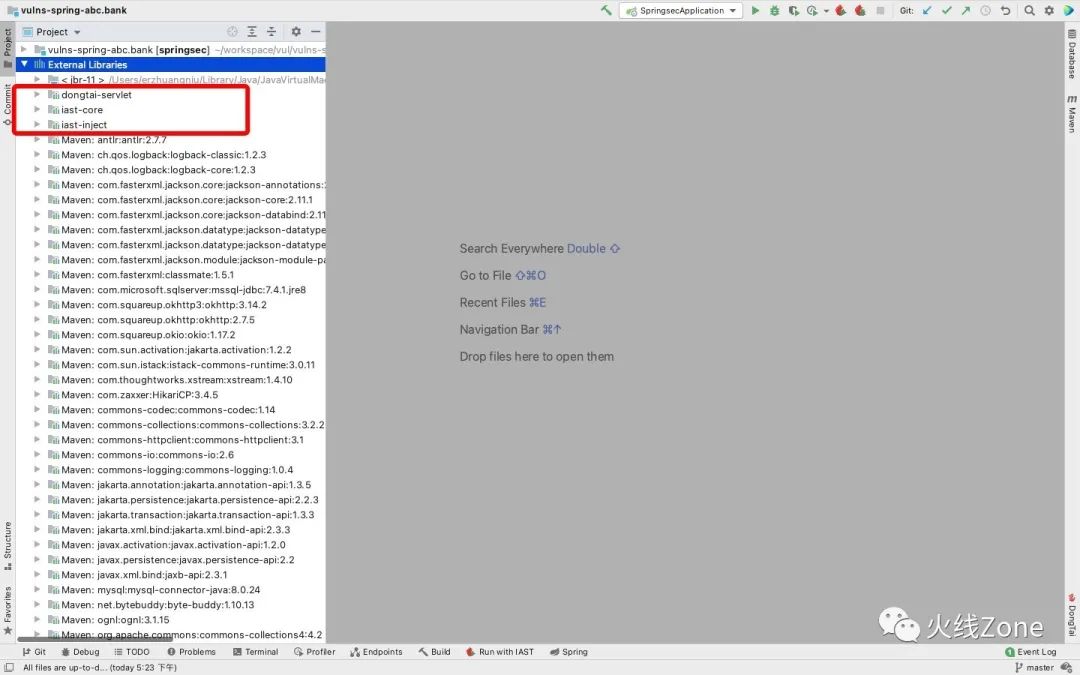 vulns-spring-abc.bank
SpringsecApplication
Git:
Project
vulns-spring-abc.bank [springsec] ~/workspace/vul/vulns-s
External Libraries
< jbr-11 > /Users/erzhuangniu/Library/Java/JavaVirtualMa
dongtai-servlet
iast-core
iast-inject
Maven: antlr:antlr:2.7.7
Maven: ch.qos.logback:logback-classic:1.2.3
Maven: ch.qos.logback:logback-core:1.2.3
Maven: com.fasterxml.jackson.core:jackson-annotations:2
Maven: com.fasterxml.jackson.core:jackson-core:2.11.1
Maven: com.fasterxml.jackson.core:jackson-databind:2.11
Maven: com.fasterxml.jackson.datatype:jackson-datatype
Maven: com.fasterxml.jackson.datatype:jackson-datatype
Maven: com.fasterxml.jackson.module:jackson-module-pa
Maven: com.fasterxml:classmate:1.5.1
Maven: com.microsoft.sqlserver:mssql-jdbc:7.4.1.jre8
Maven: com.squareup.okhttp3:okhttp:3.14.2
Maven: com.squareup.okhttp:okhttp:2.7.5
Maven: com.squareup.okio:okio:1.17.2
Maven: com.sun.activation:jakarta.activation:1.2.2
Maven: com.sun.istack:istack-commons-runtime:3.0.11
Maven: com.thoughtworks.xstream:xstream:1.4.10
Maven: com.zaxxer:HikariCP:3.4.5
Maven: commons-codec:commons-codec:1.14
Maven: commons-collections:commons-collections:3.2.2
Maven: commons-httpclient:commons-httpclient:3.1
Maven: commons-io:commons-io:2.6
Maven: commons-logging:commons-logging:1.0.4
Maven: jakarta.annotation:jakarta.annotation-api:1.3.5
Maven: jakarta.persistence:jakarta.persistence-api:2.2.3
Maven: jakarta.transaction:jakarta.transaction-api:1.3.3
Maven: jakarta.xml.bind:jakarta.xml.bind-api:2.3.3
Maven: javax.activation:javax.activation-api:1.2.0
Maven: javax.persistence:javax.persistence-api:2.2
Maven: javax.xml.bind:jaxb-api:2.3.1
Maven: mysql:mysql-connector-java:8.0.24
Maven: net.bytebuddy:byte-buddy:1.10.13
Maven: ognl:ognl:3.1.15
Maven: org.apache.commons:commons-collections4:4.2
Project
Commit
Structure
Favorites
Search Everywhere Double ⇧
Go to File ⇧⌘O
Recent Files ⌘E
Navigation Bar ⌘↑
Drop files here to open them
Database
Maven
DongTai
火线Zone
Git
Debug
TODO
Problems
Terminal
Profiler
Endpoints
Build
Run with IAST
Spring
1 Event Log
All files are up-to-d... (today 5:23 下午)
master